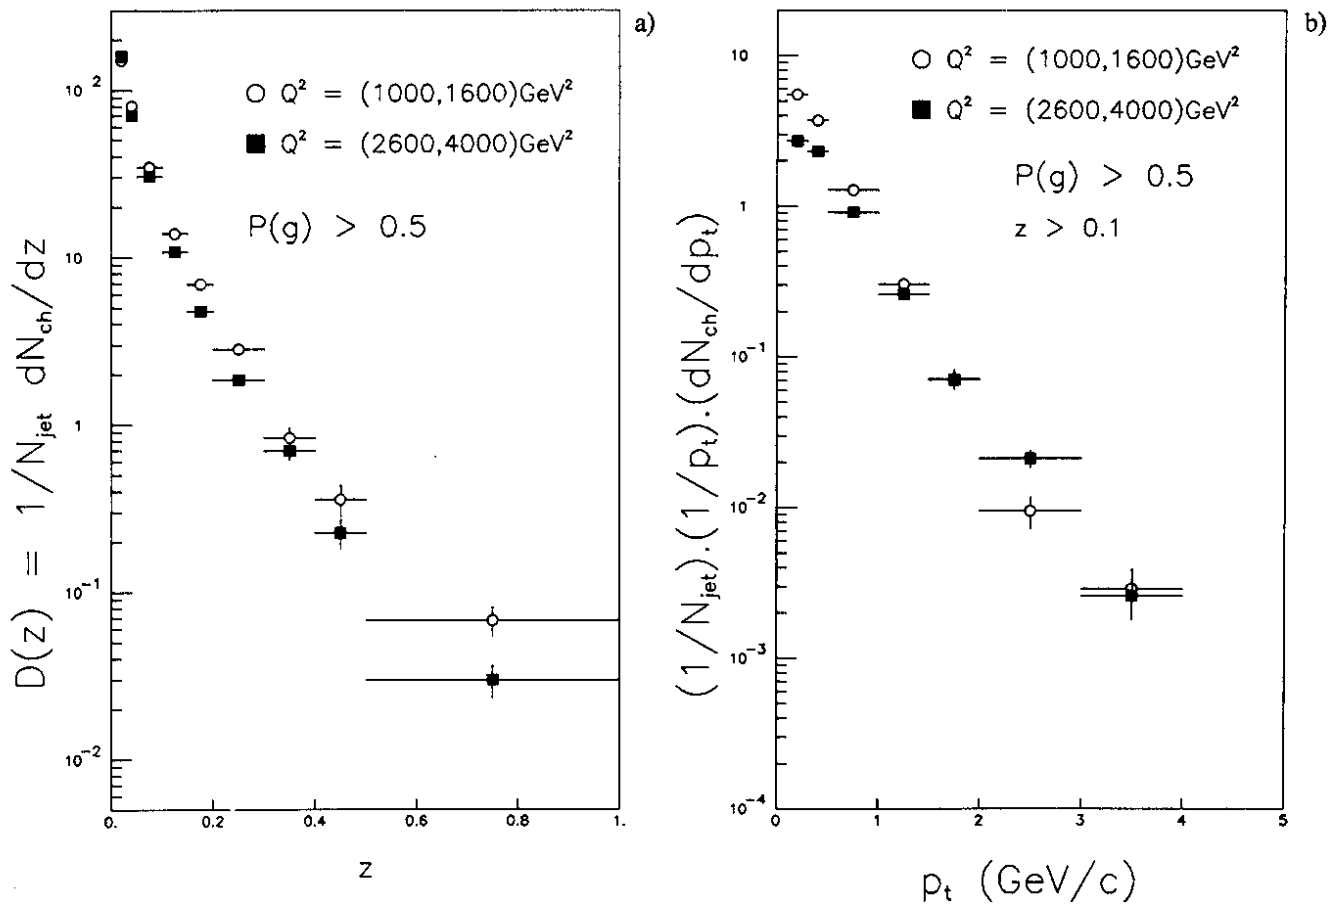 a)
○ Q² = (1000,1600)GeV²
■ Q² = (2600,4000)GeV²
P(g) > 0.5
D(z) = 1/N_jet dN_ch/dz
10²
10
1
10⁻¹
10⁻²
0. 0.2 0.4 0.6 0.8 1.
z
b)
○ Q² = (1000,1600)GeV²
■ Q² = (2600,4000)GeV²
P(g) > 0.5
z > 0.1
(1/N_jet).(1/p_t).(dN_ch/dp_t)
10
1
10⁻¹
10⁻²
10⁻³
10⁻⁴
0 1 2 3 4 5
p_t (GeV/c)